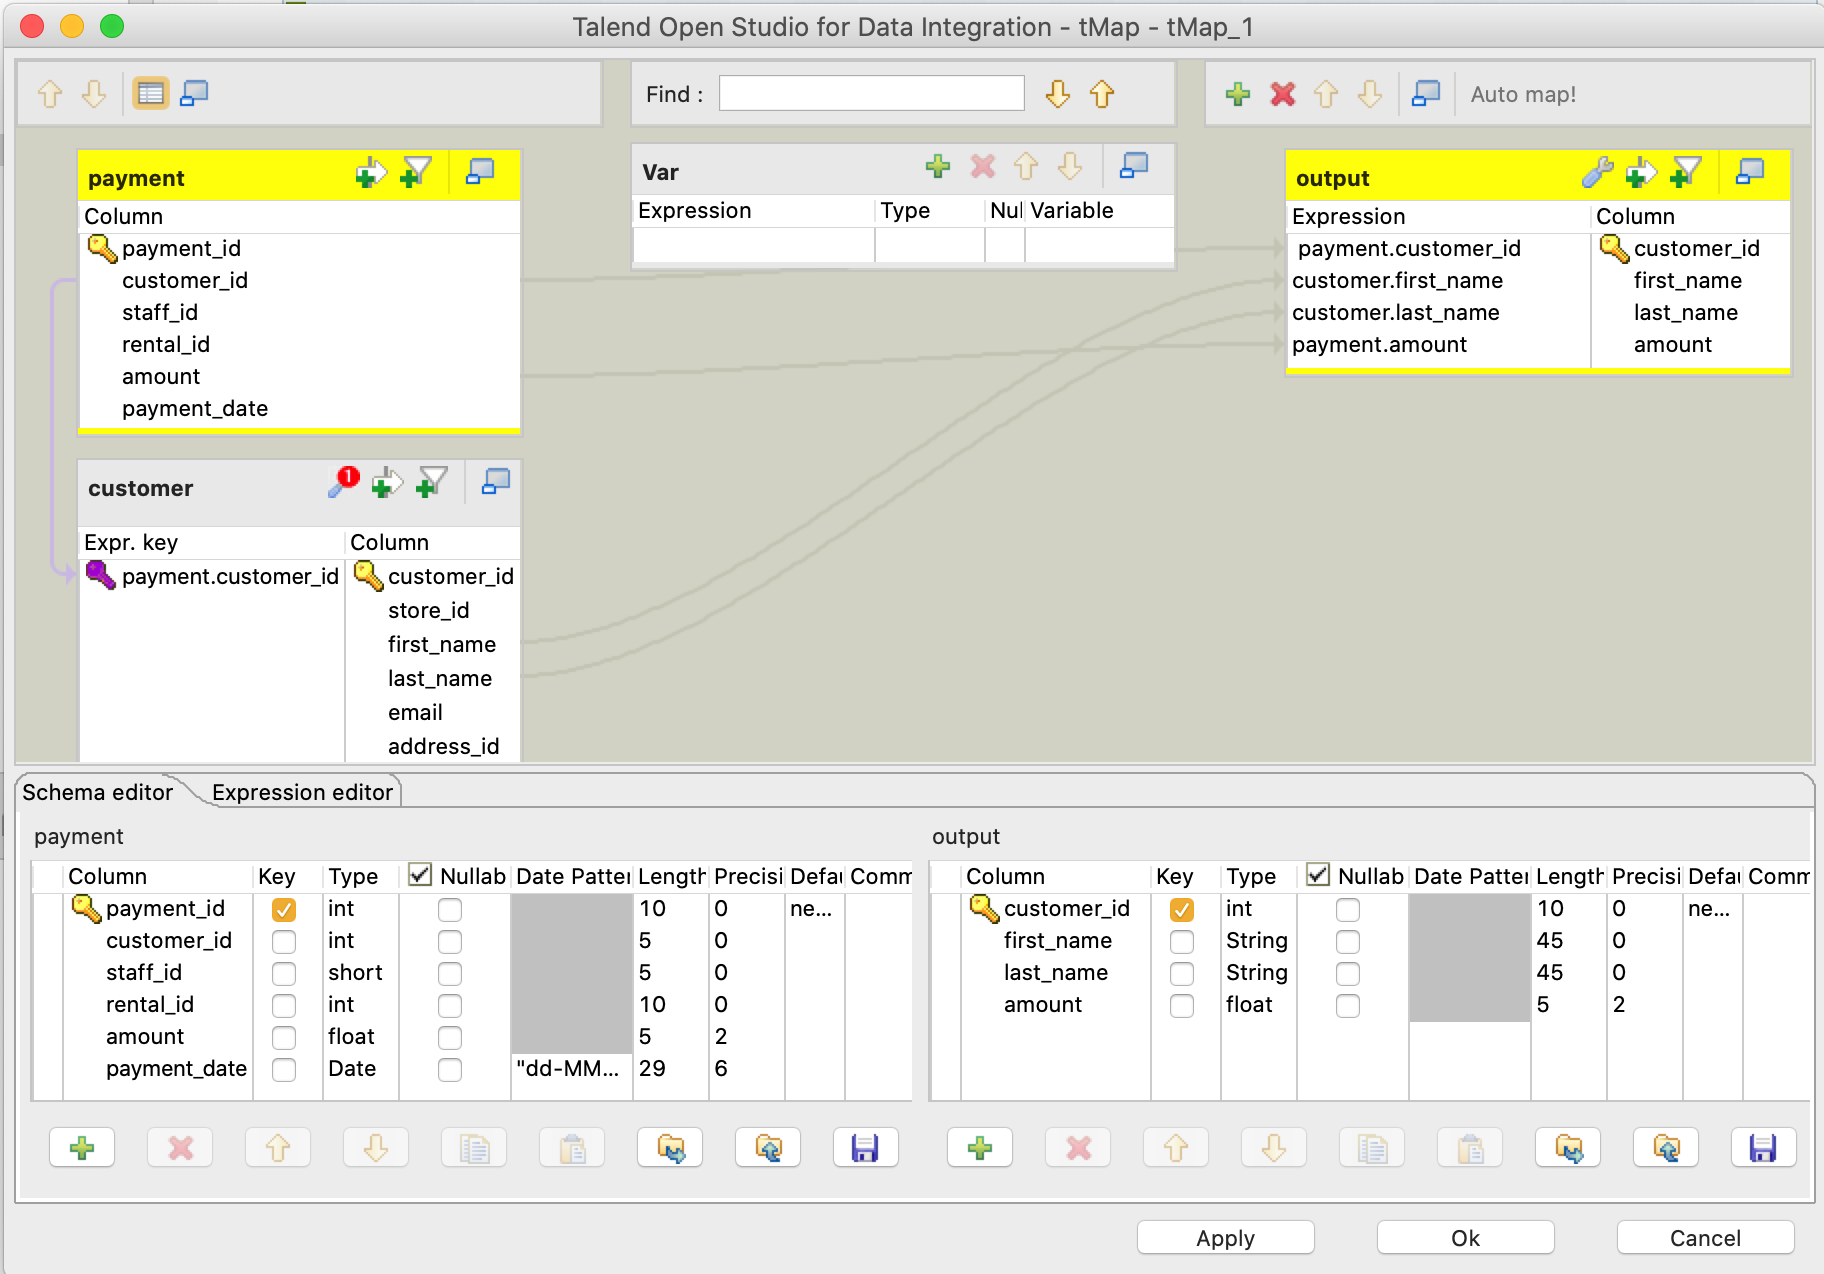 Talend Open Studio for Data Integration - tMap - tMap_1
Find :
Auto map!
payment
Column
payment_id
customer_id
staff_id
rental_id
amount
payment_date
customer
1
Expr. key Column
payment.customer_id customer_id
store_id
first_name
last_name
email
address_id
Var
Expression Type Nul Variable
output
Expression Column
payment.customer_id customer_id
customer.first_name first_name
customer.last_name last_name
payment.amount amount
Schema editor Expression editor
payment
Column Key Type Nullab Date Patter Length Precisi Defau Comm
payment_id int 10 0 ne...
customer_id int 5 0
staff_id short 5 0
rental_id int 10 0
amount float 5 2
payment_date Date "dd-MM... 29 6
output
Column Key Type Nullab Date Patter Length Precisi Defau Comm
customer_id int 10 0 ne...
first_name String 45 0
last_name String 45 0
amount float 5 2
Apply Ok Cancel